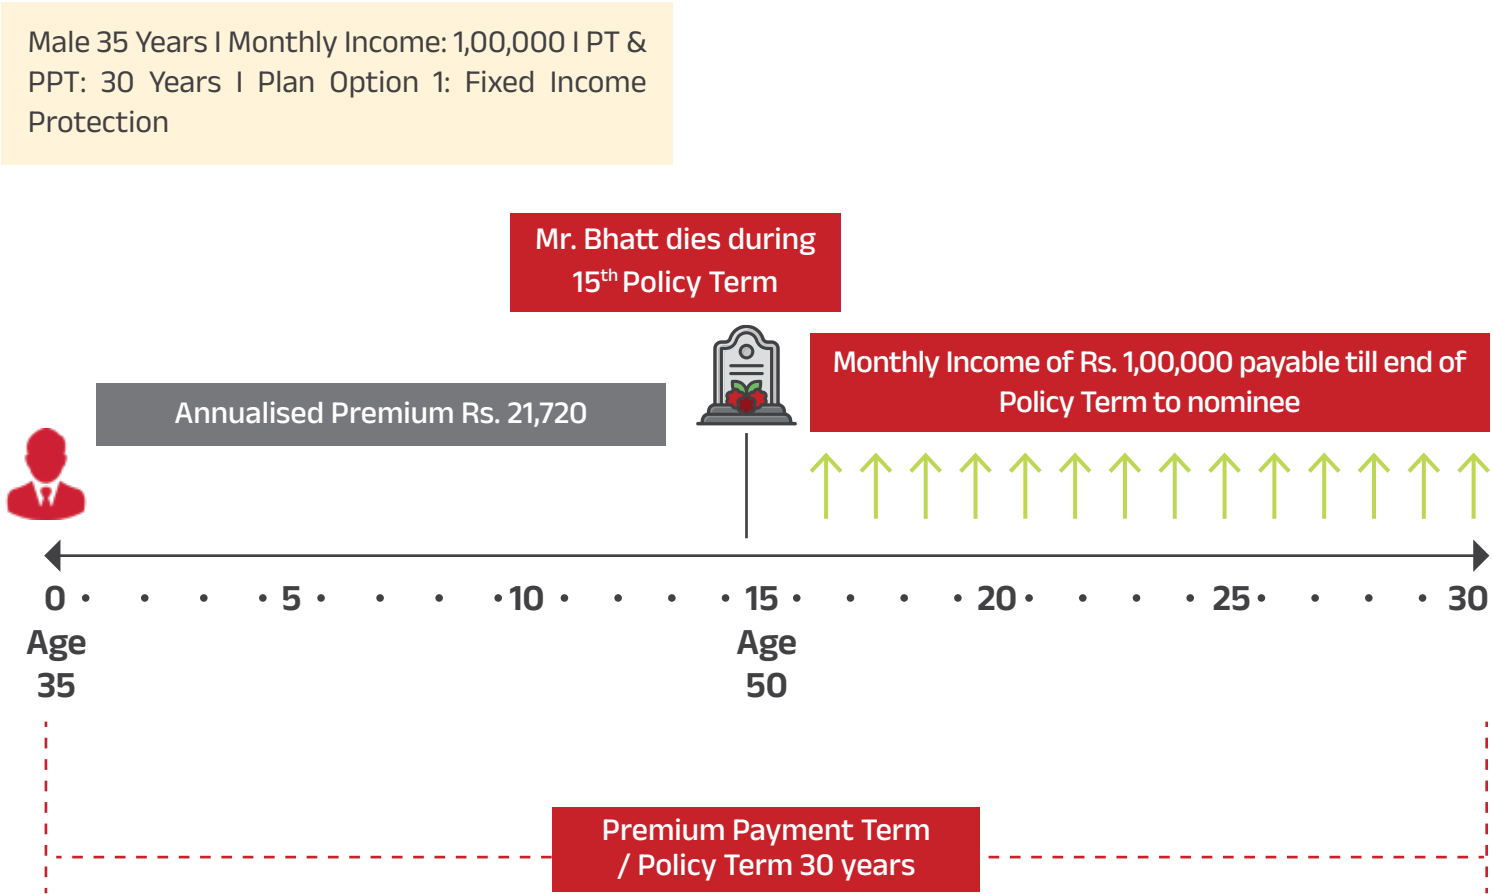 Male 35 Years I Monthly Income: 1,00,000 I PT &
PPT: 30 Years I Plan Option 1: Fixed Income
Protection
Mr. Bhatt dies during
15th Policy Term
Monthly Income of Rs. 1,00,000 payable till end of
Policy Term to nominee
Annualised Premium Rs. 21,720
0 5 10 15 20 25 30
Age Age
35 50
Premium Payment Term
/ Policy Term 30 years